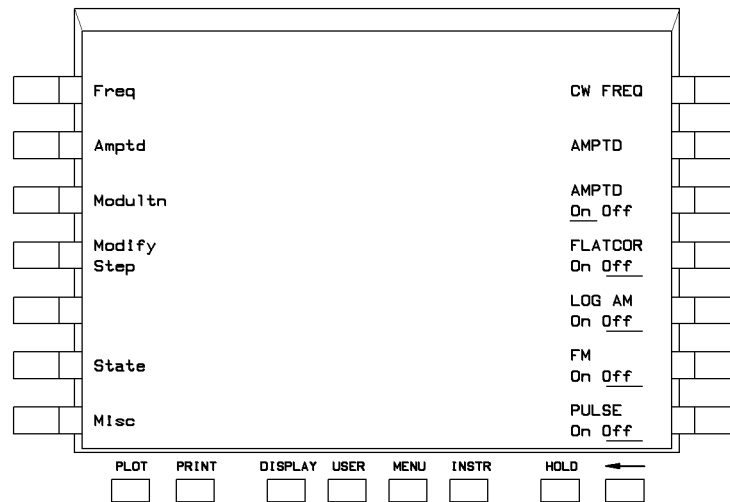 Freq
CW FREQ
Amptd
AMPTD
Modultn
AMPTD
On Off
Modify
Step
FLATCOR
On Off
LOG AM
On Off
State
FM
On Off
Misc
PULSE
On Off
PLOT PRINT DISPLAY USER MENU INSTR HOLD